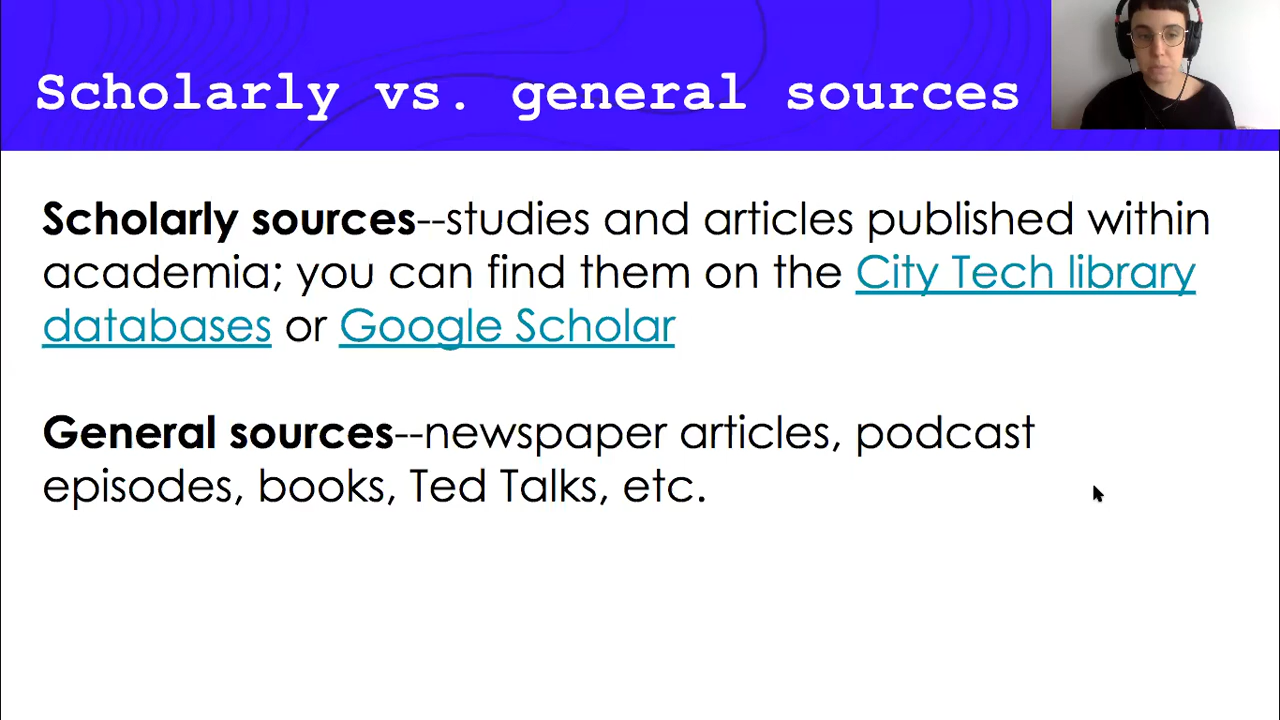 Scholarly vs. general sources
Scholarly sources--studies and articles published within
academia; you can find them on the City Tech library
databases or Google Scholar
General sources--newspaper articles, podcast
episodes, books, Ted Talks, etc.